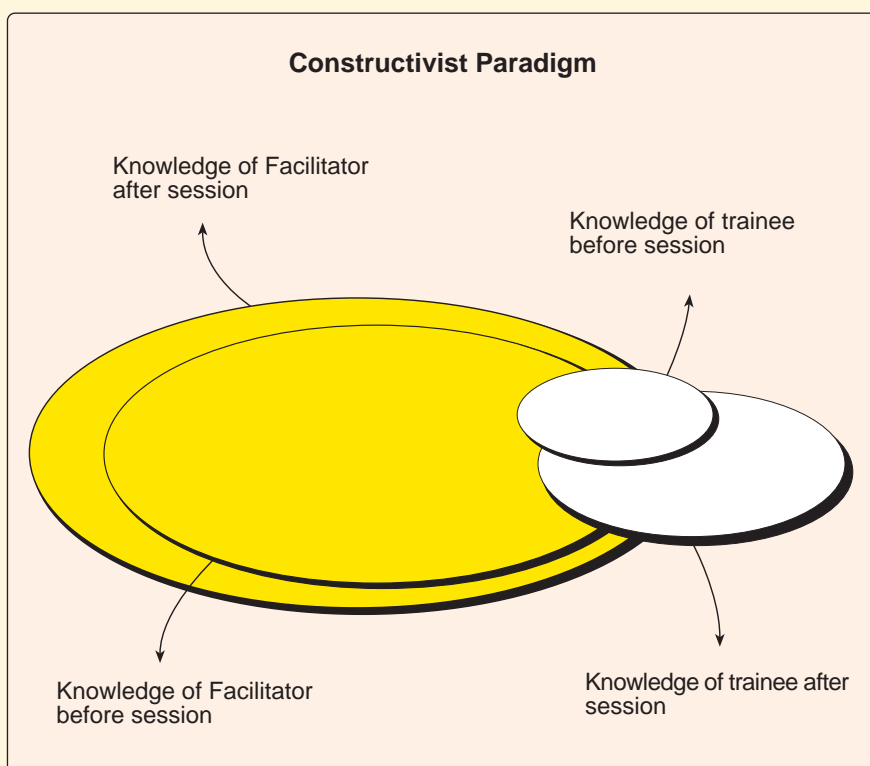 Constructivist Paradigm
Knowledge of Facilitator
after session
Knowledge of trainee
before session
Knowledge of Facilitator
before session
Knowledge of trainee after
session